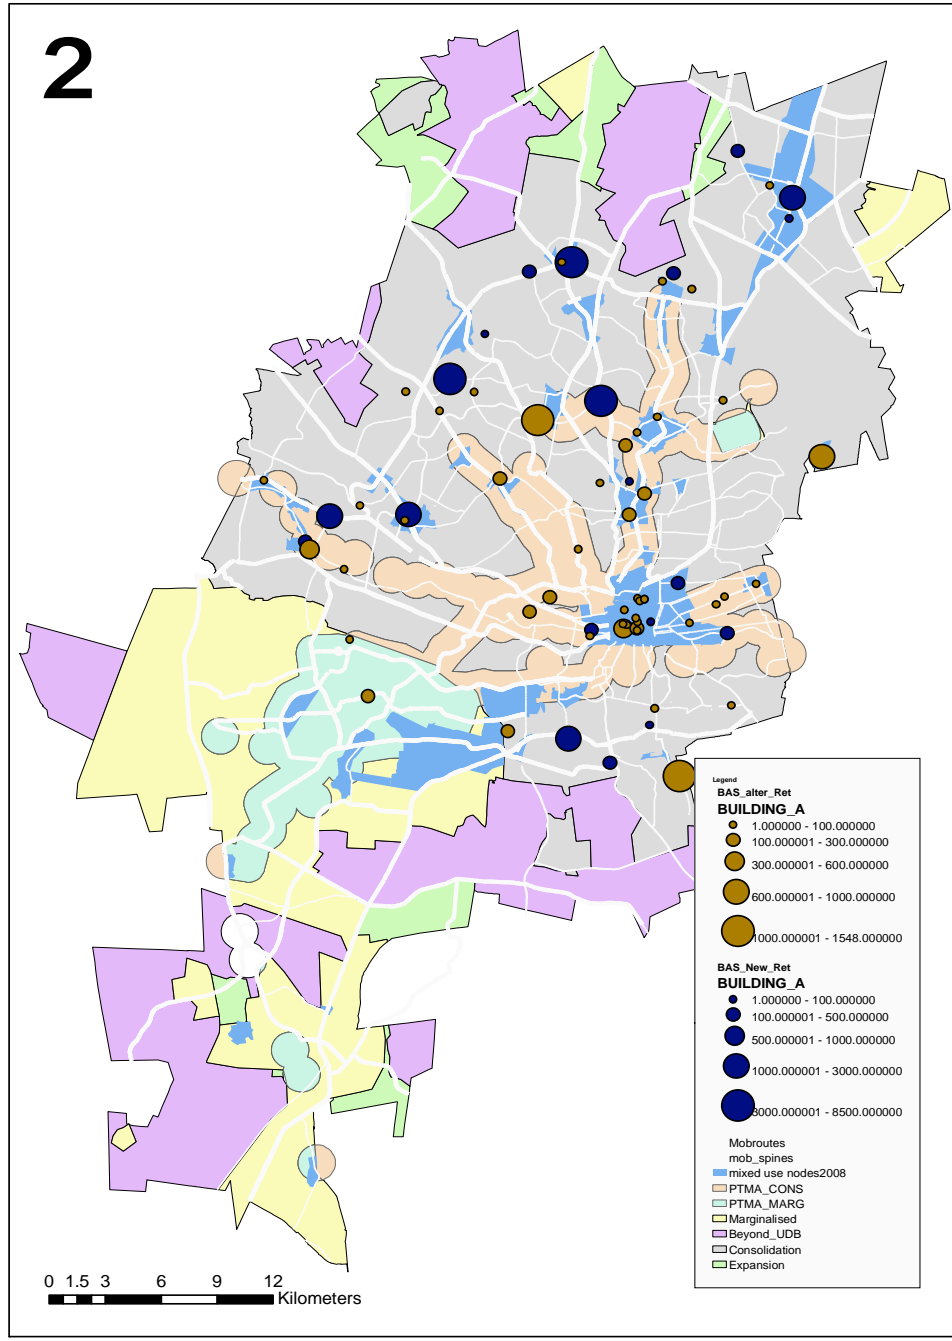 2
Legend
BAS_alter_Ret
BUILDING_A
1.000000 - 100.000000
100.000001 - 300.000000
300.000001 - 600.000000
600.000001 - 1000.000000
1000.000001 - 1548.000000
BAS_New_Ret
BUILDING_A
1.000000 - 100.000000
100.000001 - 500.000000
500.000001 - 1000.000000
1000.000001 - 3000.000000
3000.000001 - 8500.000000
Mobroutes
mob_spines
mixed use nodes2008
PTMA_CONS
PTMA_MARG
Marginalised
Beyond_UDB
Consolidation
Expansion
0 1.5 3 6 9 12
Kilometers